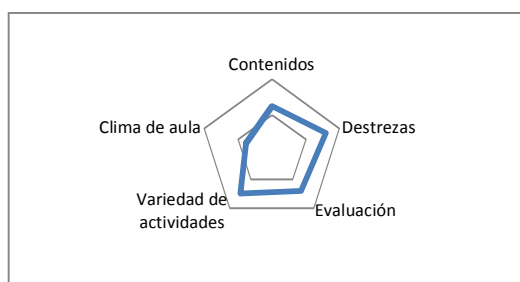 Contenidos
Clima de aula
Destrezas
Variedad de
actividades
Evaluación